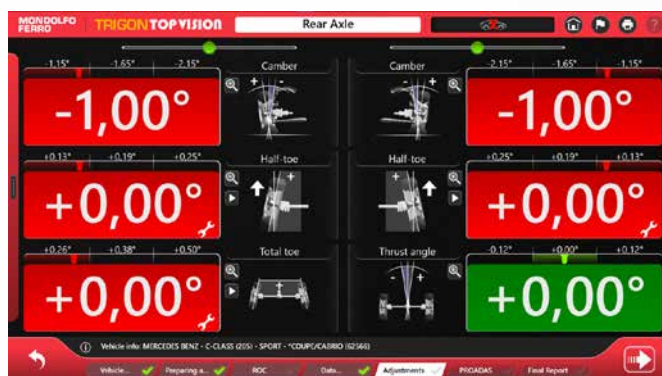 MONDOLFO FERRO TRIGON TOP VISION Rear Axle ?
-1,15° -1.65° -2.15° Camber Camber -2.15° -1.65° -1,15°
-1,00° -1,00°
+0.13° +0.19° +0.25° Half-toe Half-toe +0.25° +0.19° +0.13°
+0,00° +0,00°
+0.26° +0.38° +0.50° Total toe Thrust angle -0.12° +0.00° +0.12°
+0,00° +0,00°
Vehicle info: MERCEDES BENZ - C-CLASS (205) - SPORT - *COUPE/CABRIO (62566)
Vehicle... Preparing a... ROC Data... Adjustments PROADAS Final Report